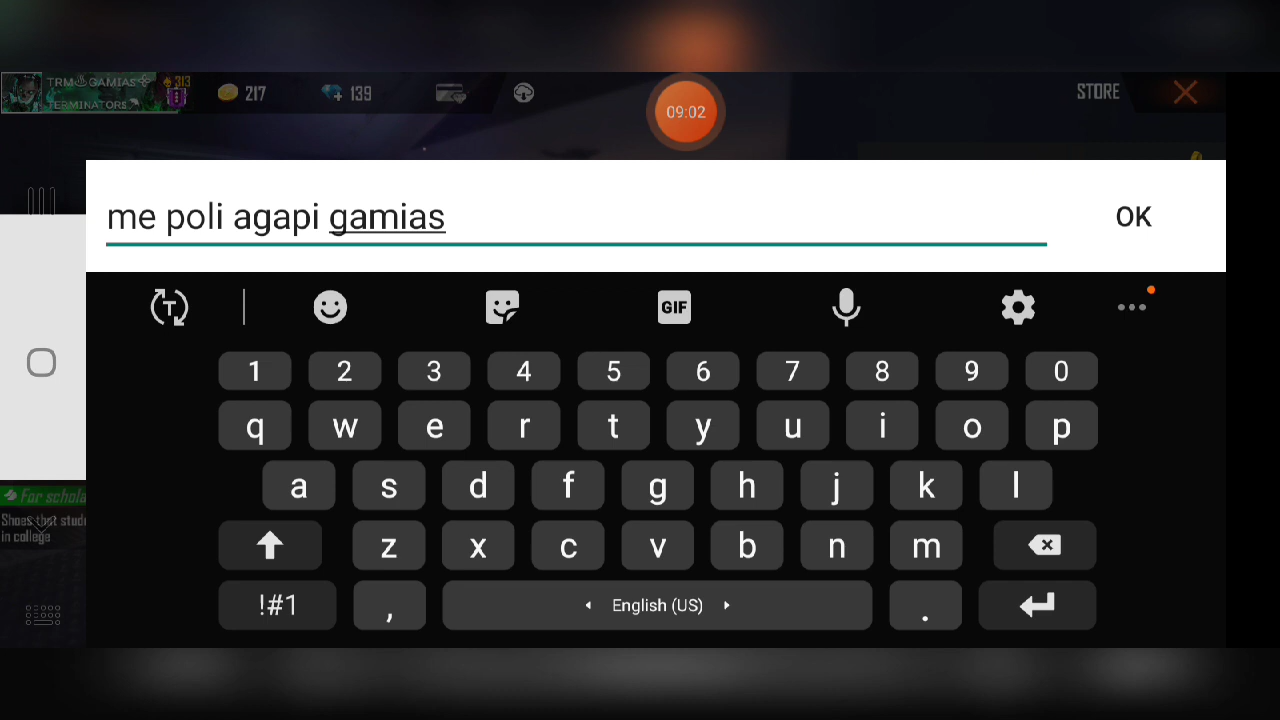 TRM♨GAMIAS
TERMINATORS
313
217
139
09:02
STORE
me poli agapi gamias
OK
T
GIF
1 2 3 4 5 6 7 8 9 0
q w e r t y u i o p
a s d f g h j k l
z x c v b n m
!#1 , English (US) .
For schola
Shoes that stude
in college